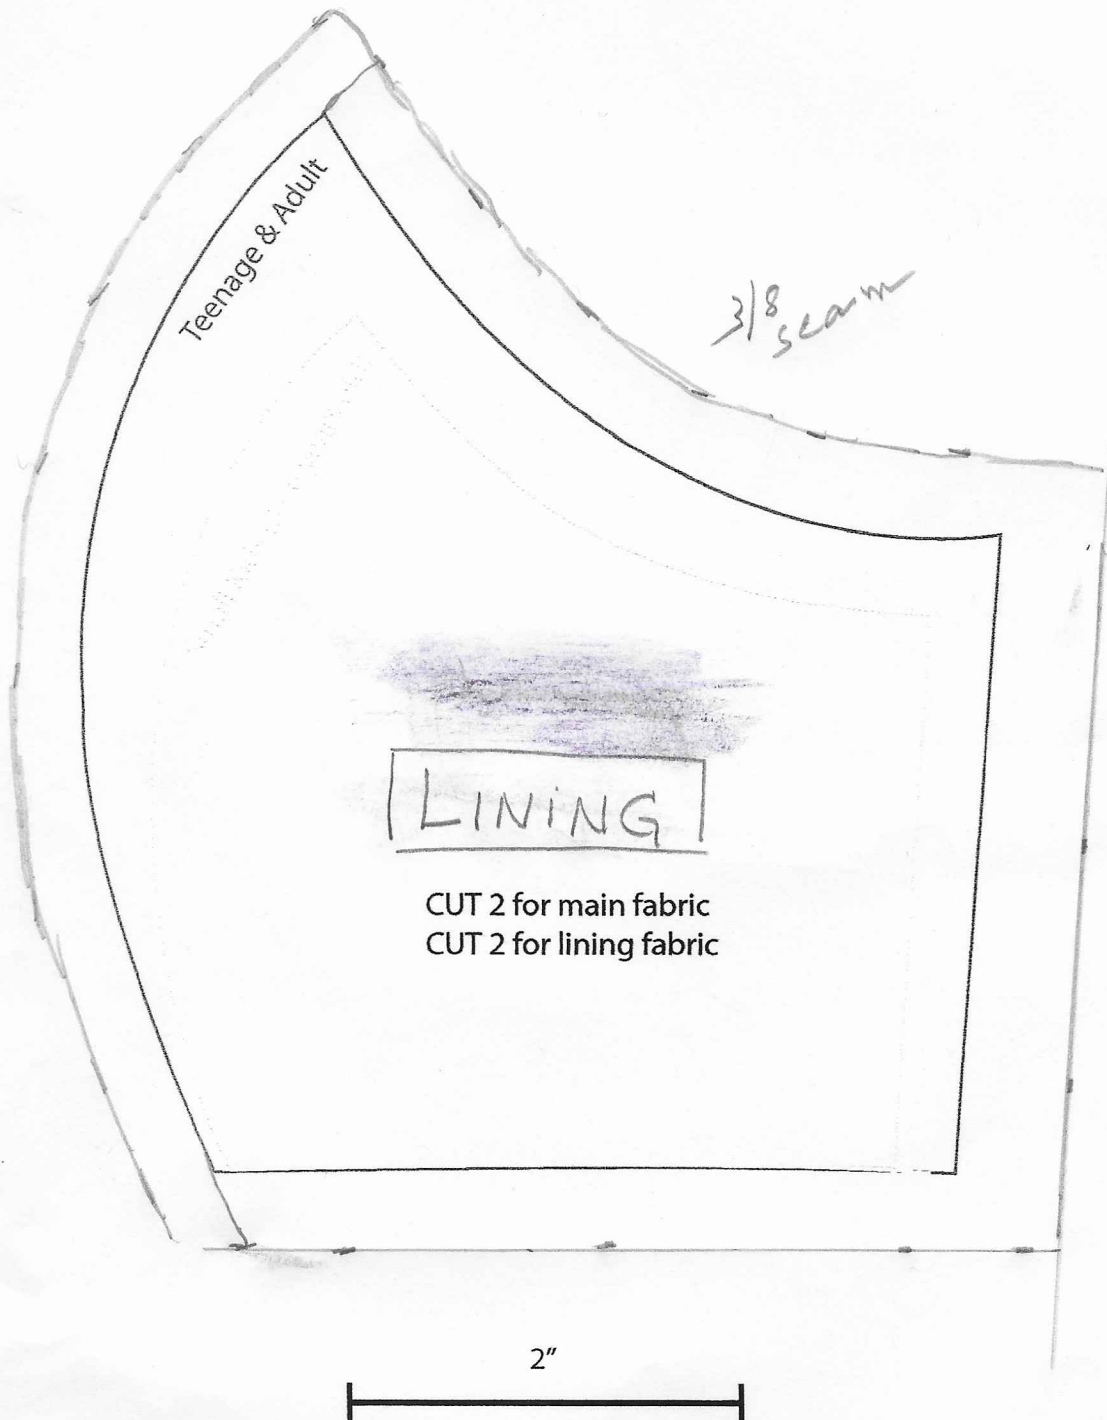 Teenage & Adult
3/8
seam
LINING
CUT 2 for main fabric
CUT 2 for lining fabric
2"